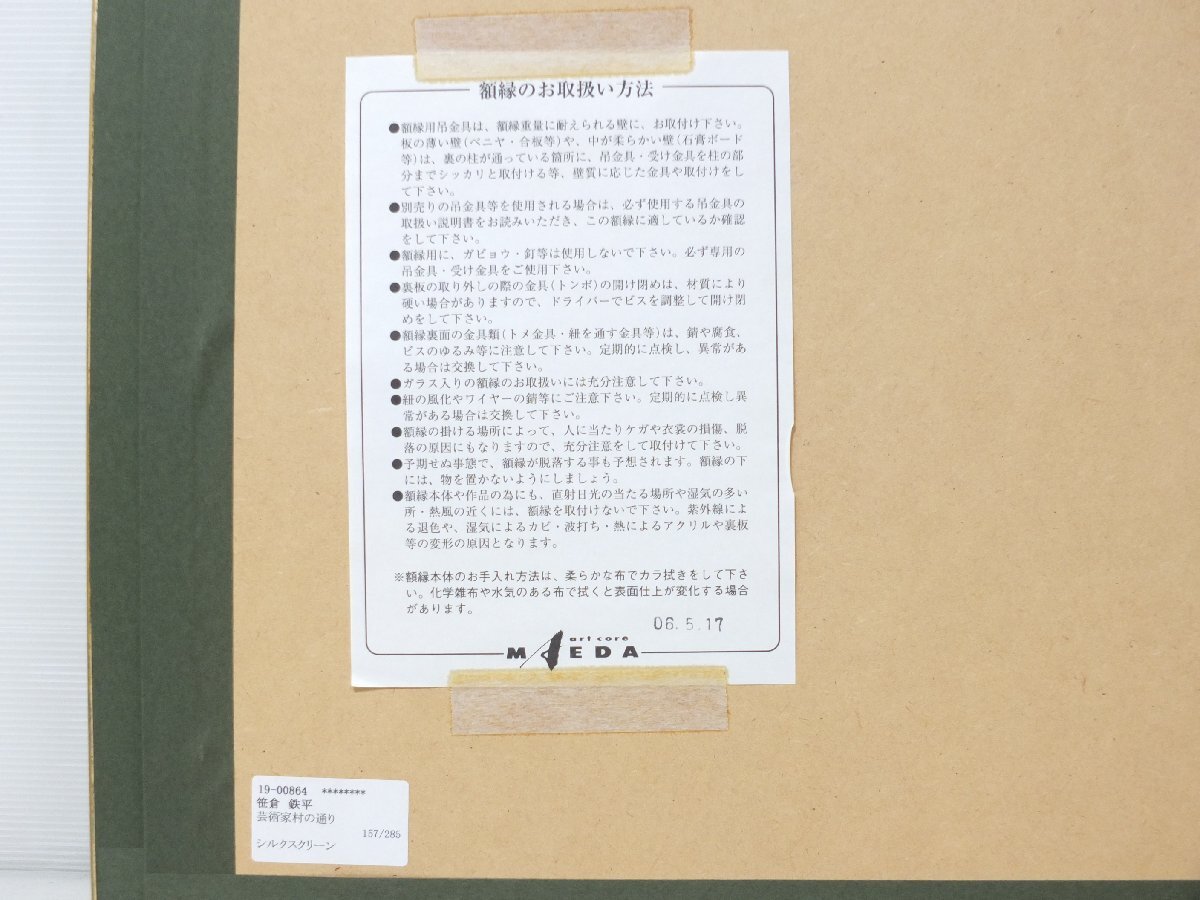 額縁のお取扱い方法
●額縁用吊金具は、額縁重量に耐えられる壁に、お取付け下さい。
板の薄い壁(ベニヤ・合板等)や、中が柔らかい壁(石膏ボード
等)は、裏の柱が通っている箇所に、吊金具・受け金具を柱の部
分までシッカリと取付ける等、壁質に応じた金具や取付けをし
て下さい。
●別売りの吊金具等を使用される場合は、必ず使用する吊金具の
取扱い説明書をお読みいただき、この額縁に適しているか確認
をして下さい。
●額縁用に、ガビョウ・釘等は使用しないで下さい。必ず専用の
吊金具・受け金具をご使用下さい。
●裏板の取り外しの際の金具(トンボ)の開け閉めは、材質により
硬い場合がありますので、ドライバーでビスを調整して開け閉
めをして下さい。
●額縁裏面の金具類(トメ金具・紐を通す金具等)は、錆や腐食、
ビスのゆるみ等に注意して下さい。定期的に点検し、異常があ
る場合は交換して下さい。
●ガラス入りの額縁のお取扱いには充分注意して下さい。
●紐の風化やワイヤーの錆等にご注意下さい。定期的に点検し異
常がある場合は交換して下さい。
●額縁の掛ける場所によって、人に当たりケガや衣裳の損傷、脱
落の原因にもなりますので、充分注意をして取付けて下さい。
●予期せぬ事態で、額縁が脱落する事も予想されます。額縁の下
には、物を置かないようにしましょう。
●額縁本体や作品の為にも、直射日光の当たる場所や湿気の多い
所・熱風の近くには、額縁を取付けないで下さい。紫外線によ
る退色や、湿気によるカビ・波打ち・熱によるアクリルや裏板
等の変形の原因となります。
※額縁本体のお手入れ方法は、柔らかな布でカラ拭きをして下さ
い。化学雑布や水気のある布で拭くと表面仕上が変化する場合
があります。
06.5.17
art core
MAEDA
19-00864 ********
笹倉 鉄平
芸術家村の通り
157/285
シルクスクリーン